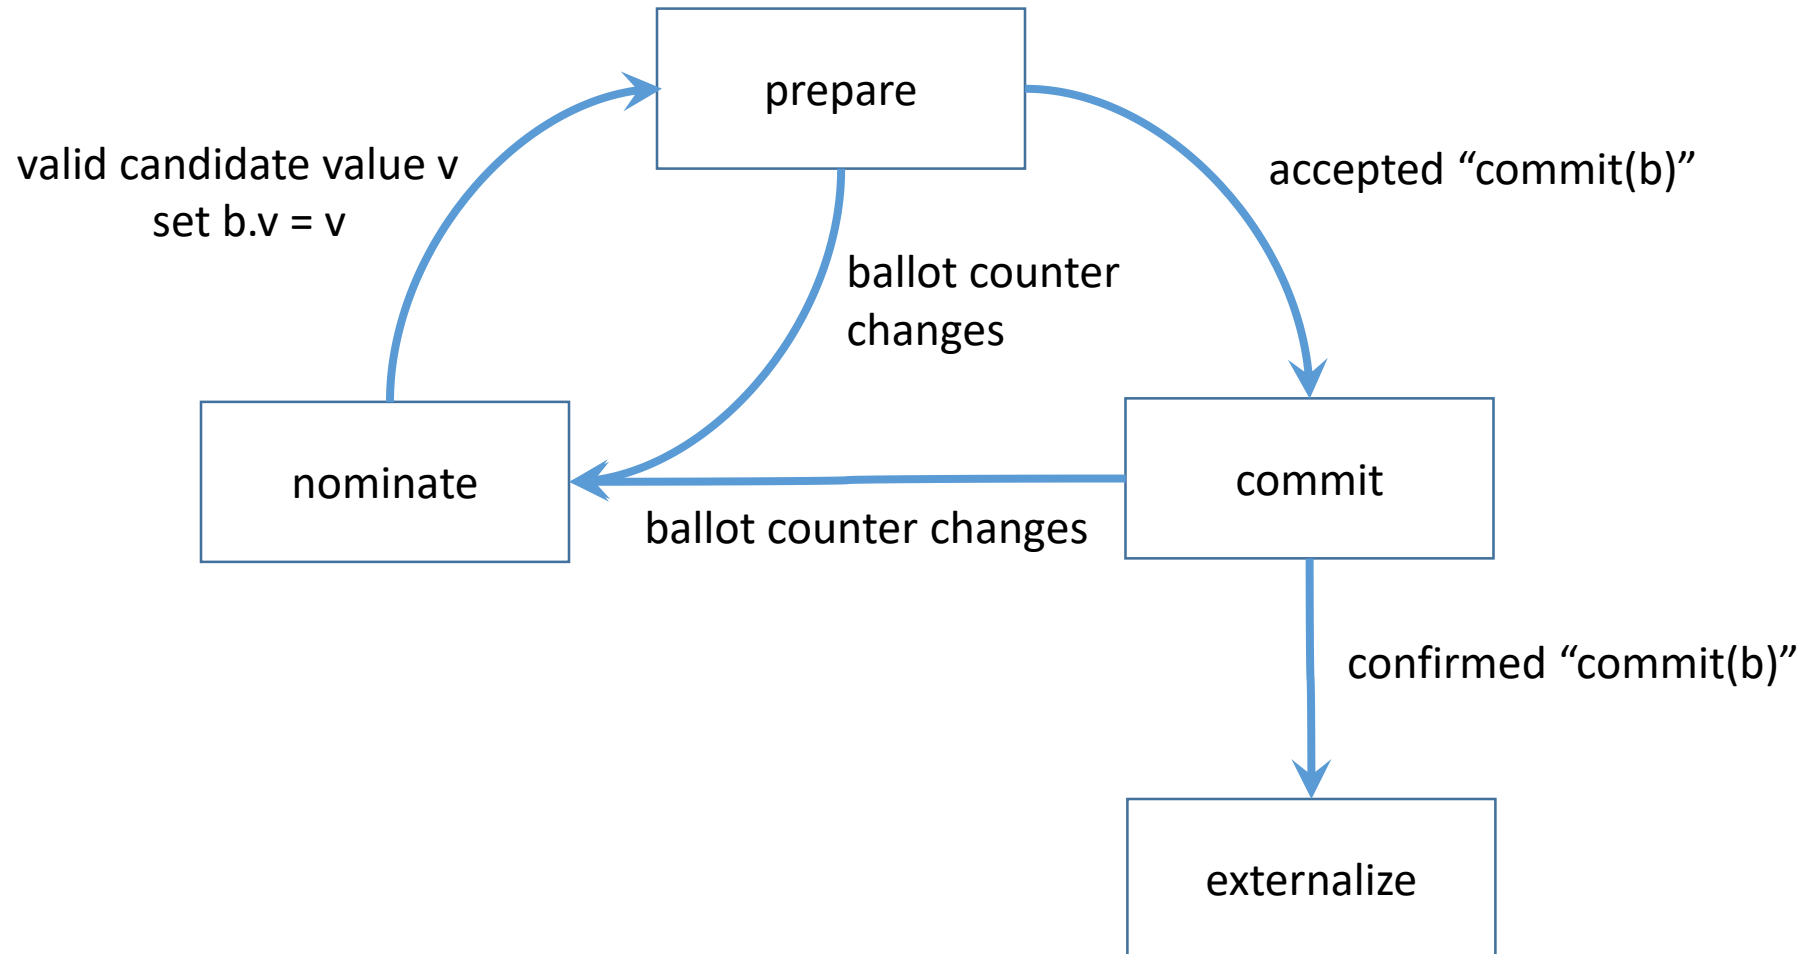 prepare
valid candidate value v
set b.v = v
accepted “commit(b)”
ballot counter
changes
nominate
commit
ballot counter changes
confirmed “commit(b)”
externalize